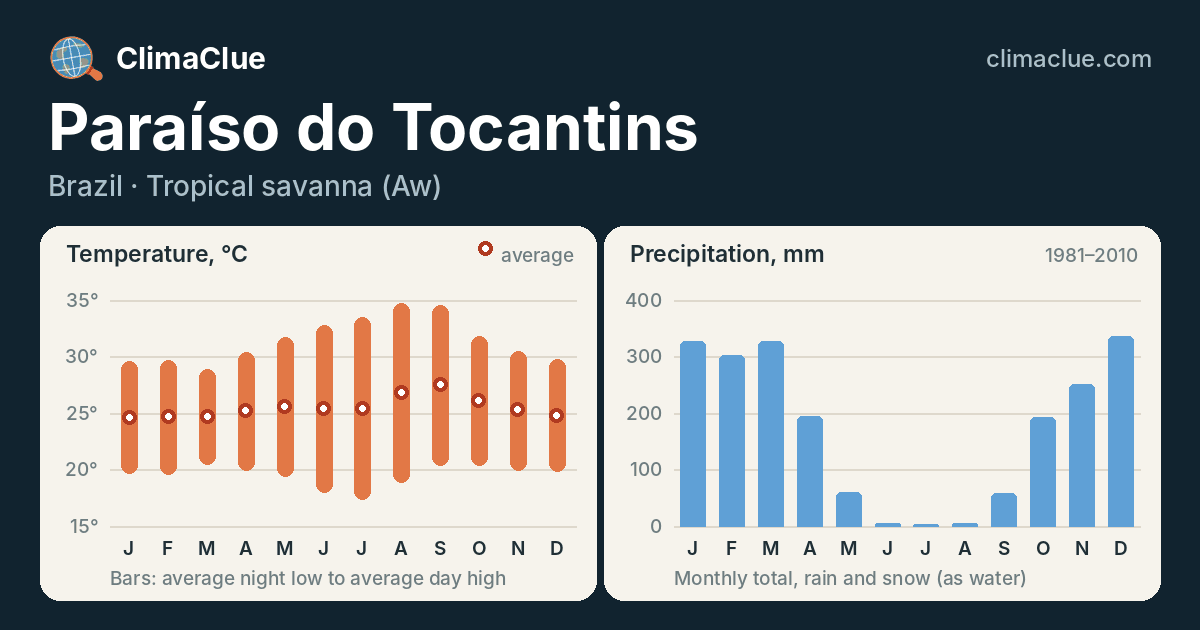 ClimaClue
climaclue.com
Paraíso do Tocantins
Brazil · Tropical savanna (Aw)
Temperature, °C
average
35°
30°
25°
20°
15°
J F M A M J J A S O N D
Bars: average night low to average day high
Precipitation, mm
1981–2010
400
300
200
100
0
J F M A M J J A S O N D
Monthly total, rain and snow (as water)